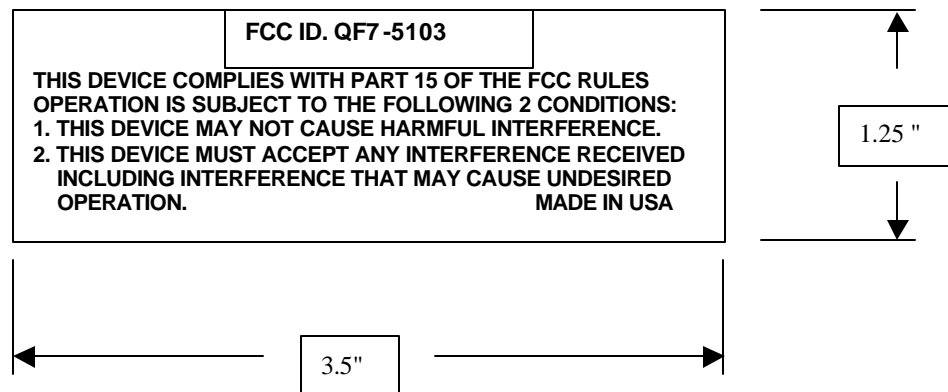 FCC ID. QF7-5103
THIS DEVICE COMPLIES WITH PART 15 OF THE FCC RULES
OPERATION IS SUBJECT TO THE FOLLOWING 2 CONDITIONS:
1. THIS DEVICE MAY NOT CAUSE HARMFUL INTERFERENCE.
2. THIS DEVICE MUST ACCEPT ANY INTERFERENCE RECEIVED
INCLUDING INTERFERENCE THAT MAY CAUSE UNDESIRED
OPERATION. MADE IN USA
1.25 "
3.5"